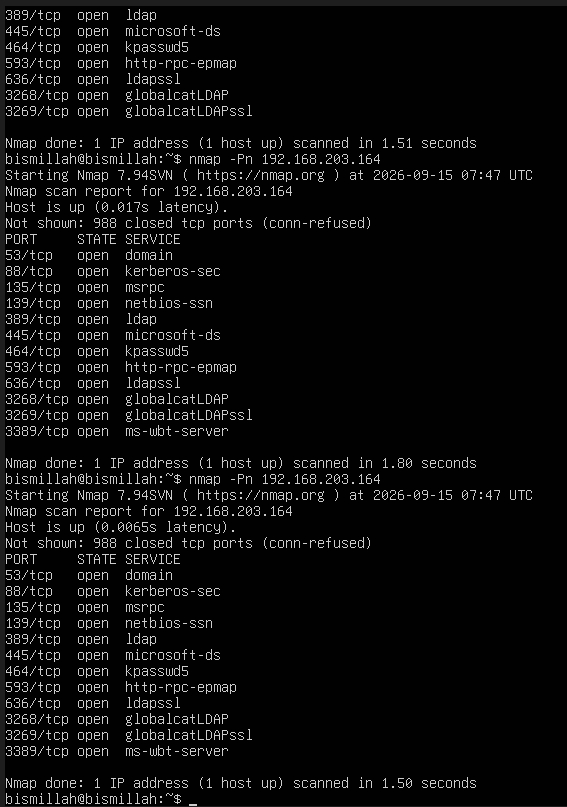 389/tcp  open  ldap
445/tcp  open  microsoft-ds
464/tcp  open  kpasswd5
593/tcp  open  http-rpc-epmap
636/tcp  open  ldapssl
3268/tcp open  globalcatLDAP
3269/tcp open  globalcatLDAPssl

Nmap done: 1 IP address (1 host up) scanned in 1.51 seconds
bismillah@bismillah:~$ nmap -Pn 192.168.203.164
Starting Nmap 7.94SVN ( https://nmap.org ) at 2026-09-15 07:47 UTC
Nmap scan report for 192.168.203.164
Host is up (0.017s latency).
Not shown: 988 closed tcp ports (conn-refused)
PORT     STATE SERVICE
53/tcp   open  domain
88/tcp   open  kerberos-sec
135/tcp  open  msrpc
139/tcp  open  netbios-ssn
389/tcp  open  ldap
445/tcp  open  microsoft-ds
464/tcp  open  kpasswd5
593/tcp  open  http-rpc-epmap
636/tcp  open  ldapssl
3268/tcp open  globalcatLDAP
3269/tcp open  globalcatLDAPssl
3389/tcp open  ms-wbt-server

Nmap done: 1 IP address (1 host up) scanned in 1.80 seconds
bismillah@bismillah:~$ nmap -Pn 192.168.203.164
Starting Nmap 7.94SVN ( https://nmap.org ) at 2026-09-15 07:47 UTC
Nmap scan report for 192.168.203.164
Host is up (0.0065s latency).
Not shown: 988 closed tcp ports (conn-refused)
PORT     STATE SERVICE
53/tcp   open  domain
88/tcp   open  kerberos-sec
135/tcp  open  msrpc
139/tcp  open  netbios-ssn
389/tcp  open  ldap
445/tcp  open  microsoft-ds
464/tcp  open  kpasswd5
593/tcp  open  http-rpc-epmap
636/tcp  open  ldapssl
3268/tcp open  globalcatLDAP
3269/tcp open  globalcatLDAPssl
3389/tcp open  ms-wbt-server

Nmap done: 1 IP address (1 host up) scanned in 1.50 seconds
bismillah@bismillah:~$ _